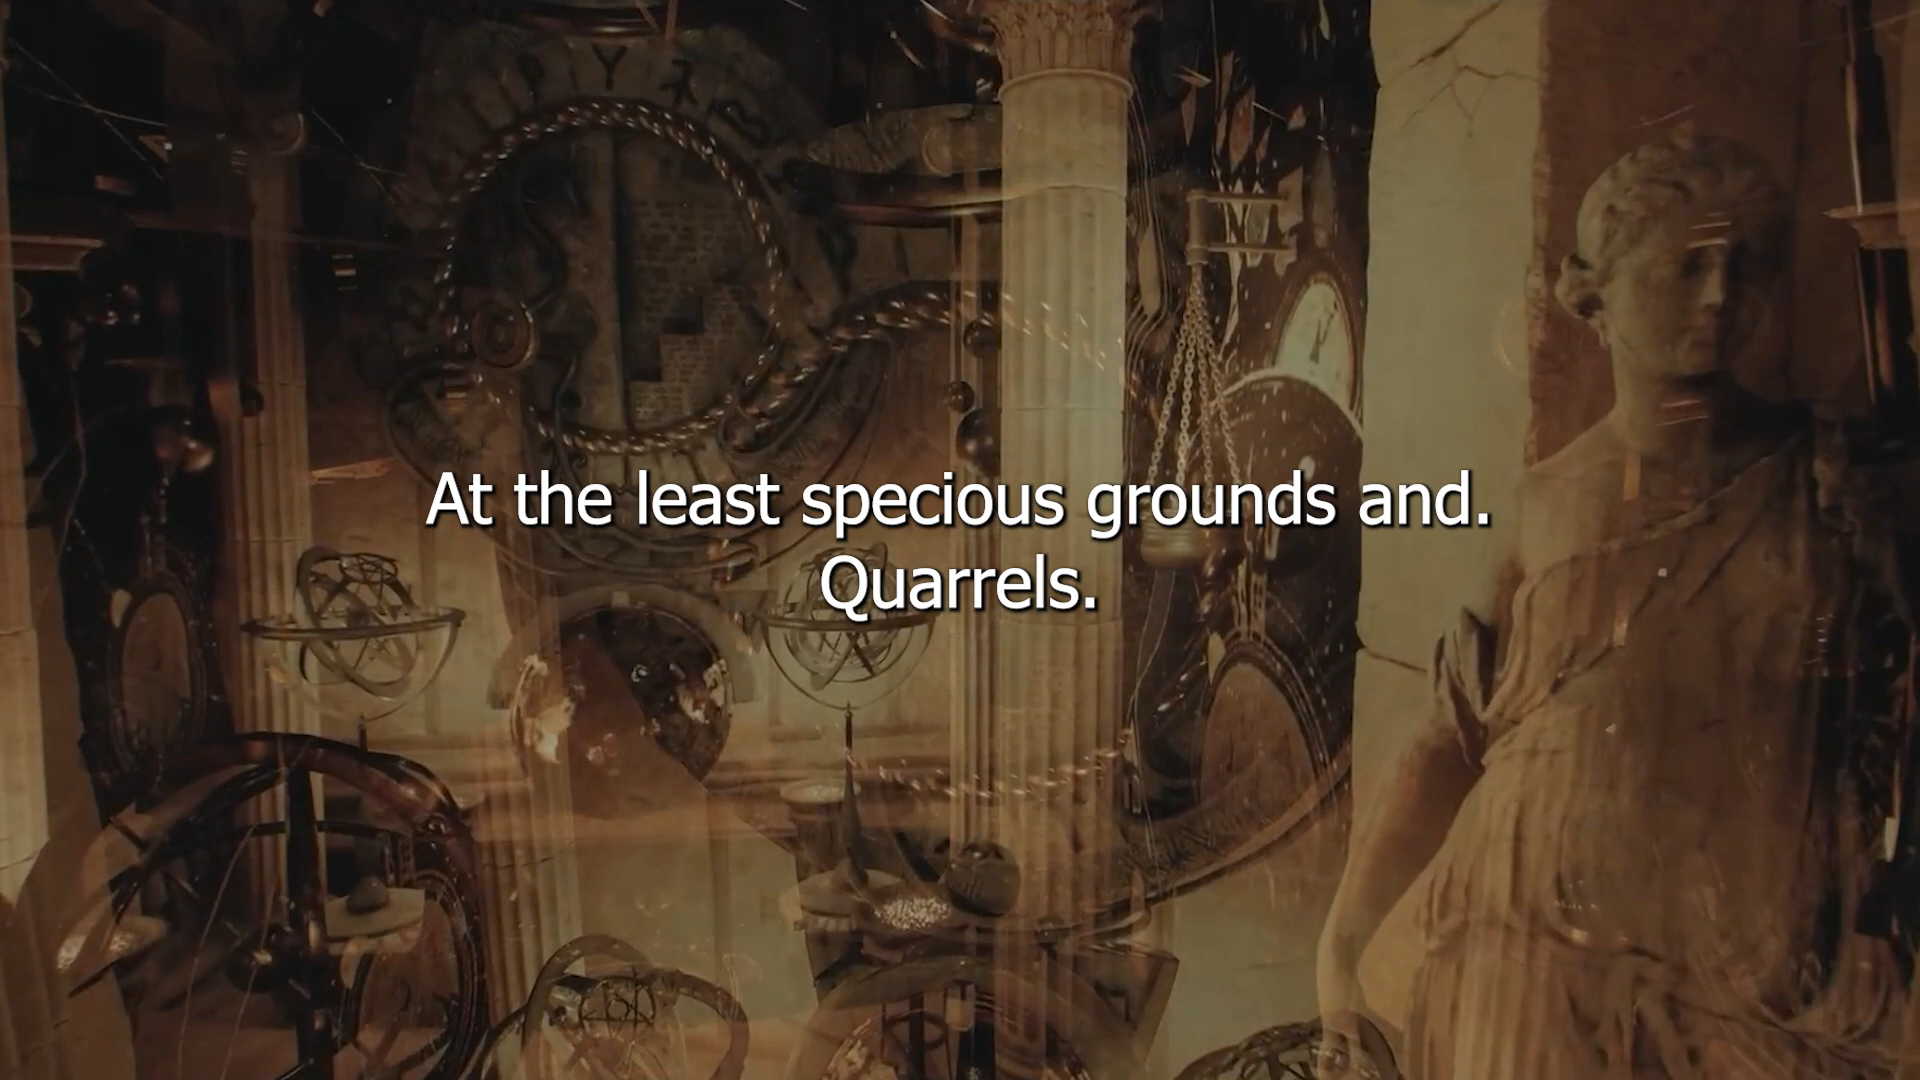 At the least specious grounds and.
Quarrels.